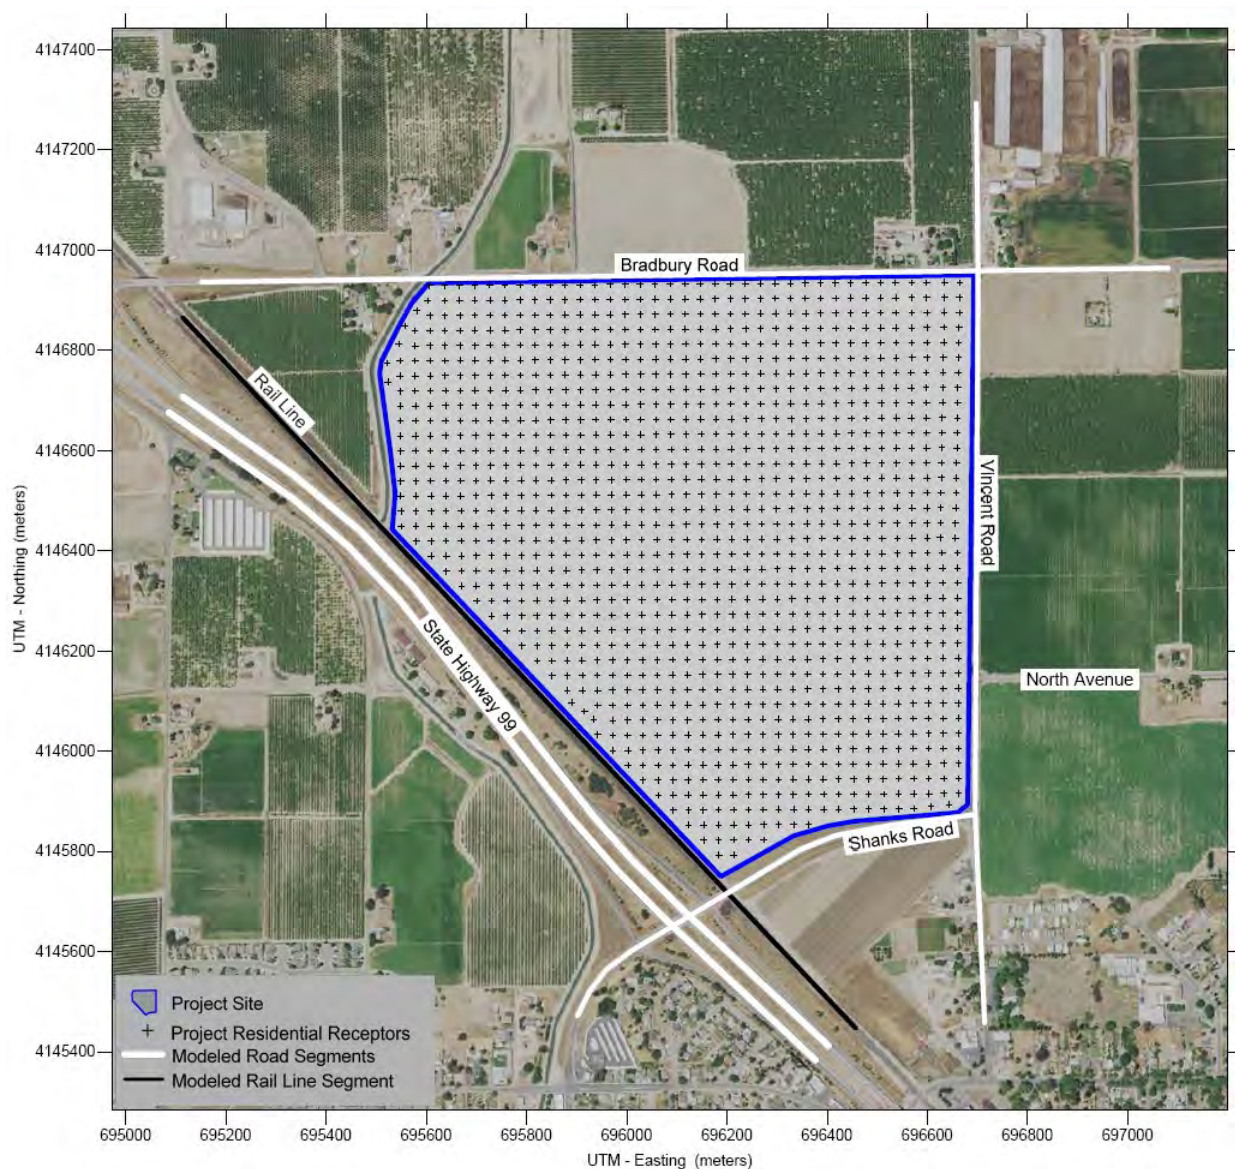 4147400
4147200
4147000
4146800
4146600
4146400
4146200
4146000
4145800
4145600
4145400
UTM - Northing (meters)
Bradbury Road
Rail Line
Vincent Road
State Highway 99
North Avenue
Shanks Road
Project Site
Project Residential Receptors
Modeled Road Segments
Modeled Rail Line Segment
695000 695200 695400 695600 695800 696000 696200 696400 696600 696800 697000
UTM - Easting (meters)